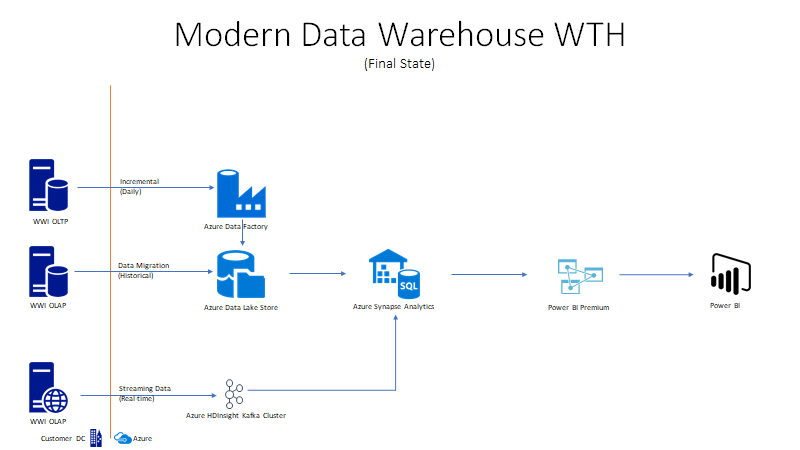 Modern Data Warehouse WTH
(Final State)
Incremental
(Daily)
WWI OLTP
Azure Data Factory
Data Migration
(Historical)
SQL
WWI OLAP
Azure Data Lake Store
Azure Synapse Analytics
Power BI Premium
Power BI
Streaming Data
(Real time)
WWI OLAP
Azure HDInsight Kafka Cluster
Customer DC
Azure